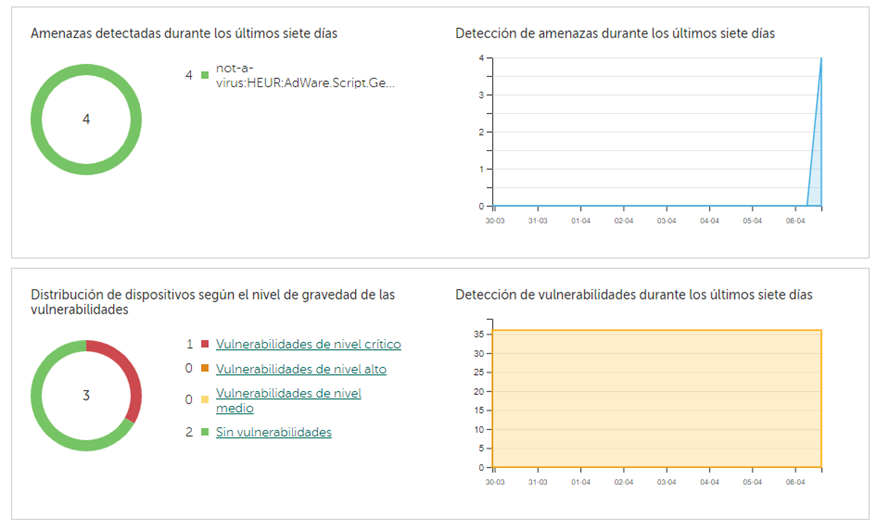 Amenazas detectadas durante los últimos siete días
4
4
not-a-
virus:HEUR:AdWare.Script.Ge...
Detección de amenazas durante los últimos siete días
4
3
2
1
0
30-03 31-03 01-04 02-04 03-04 04-04 05-04 06-04
Distribución de dispositivos según el nivel de gravedad de las
vulnerabilidades
3
1 Vulnerabilidades de nivel crítico
0 Vulnerabilidades de nivel alto
0 Vulnerabilidades de nivel
medio
2 Sin vulnerabilidades
Detección de vulnerabilidades durante los últimos siete días
35
30
25
20
15
10
5
0
30-03 31-03 01-04 02-04 03-04 04-04 05-04 06-04